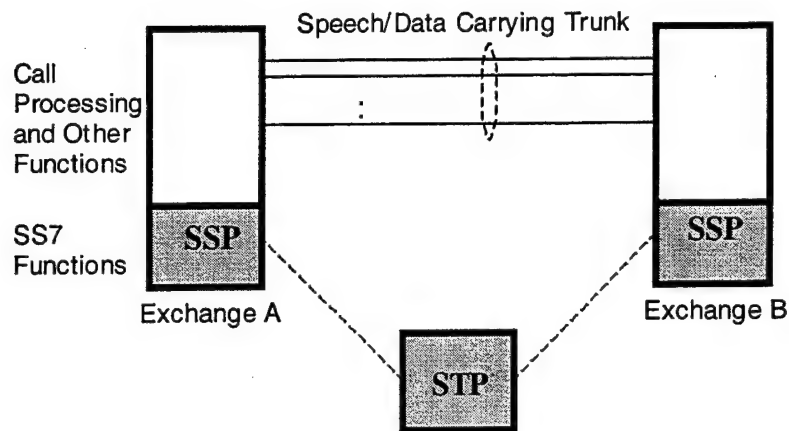 Speech/Data Carrying Trunk
Call
Processing
and Other
Functions
SS7
Functions
SSP
SSP
Exchange A
Exchange B
STP